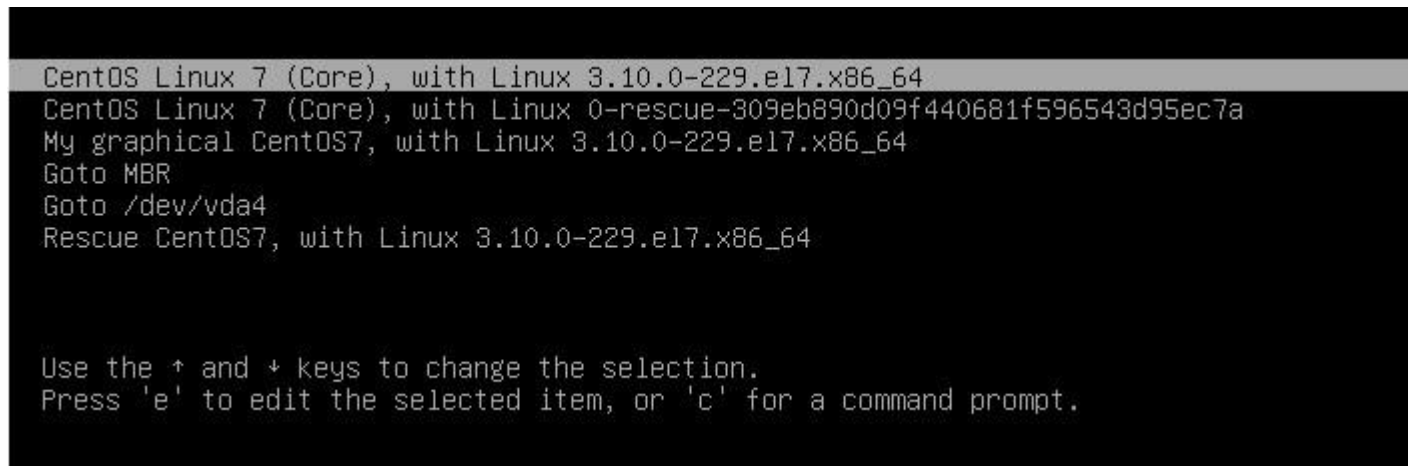 CentOS Linux 7 (Core), with Linux 3.10.0-229.el7.x86_64
CentOS Linux 7 (Core), with Linux 0-rescue-309eb890d09f440681f596543d95ec7a
My graphical CentOS7, with Linux 3.10.0-229.el7.x86_64
Goto MBR
Goto /dev/vda4
Rescue CentOS7, with Linux 3.10.0-229.el7.x86_64
Use the ↑ and ↓ keys to change the selection.
Press 'e' to edit the selected item, or 'c' for a command prompt.